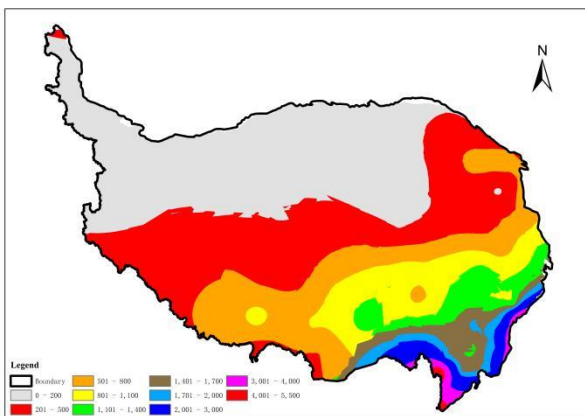 N
Legend
Boundary
0 - 200
201 - 500
501 - 800
801 - 1,100
1,101 - 1,400
1,401 - 1,700
1,701 - 2,000
2,001 - 3,000
3,001 - 4,000
4,001 - 5,500